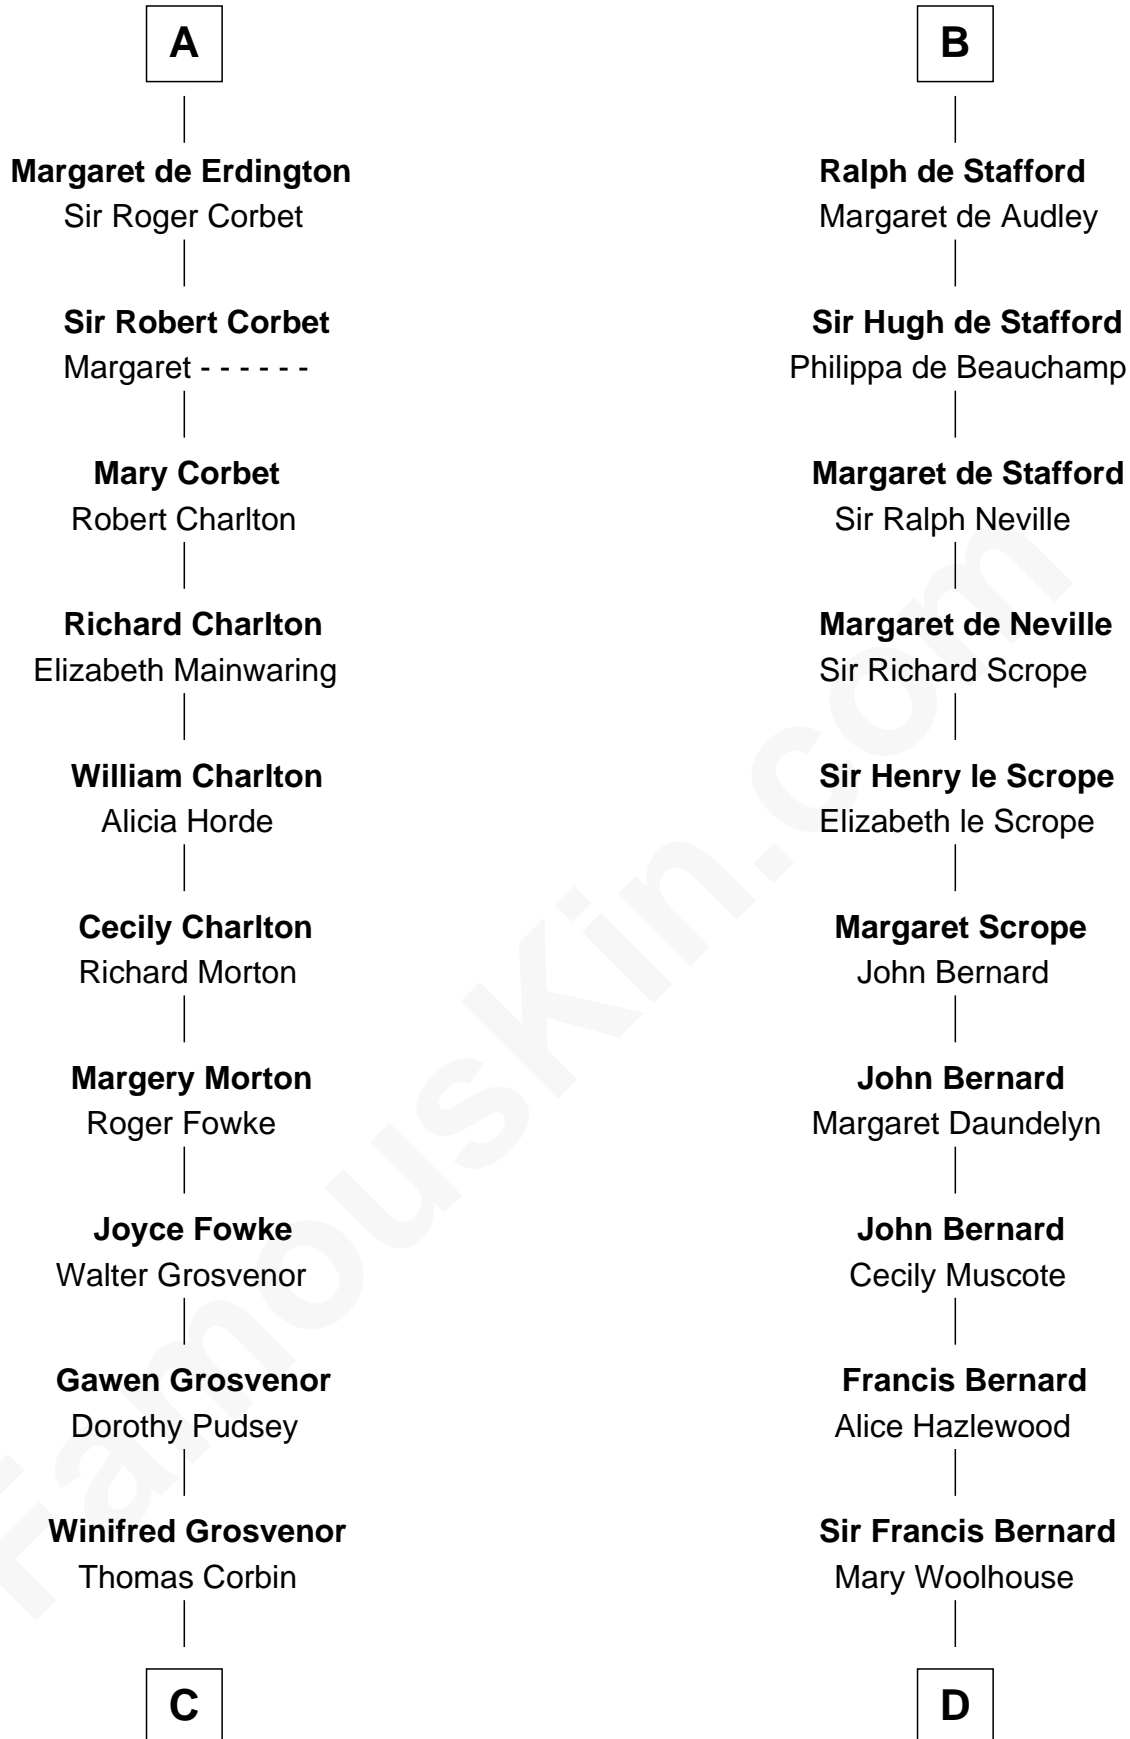 A
Margaret de Erdington
Sir Roger Corbet
Sir Robert Corbet
Margaret - - - - - -
Mary Corbet
Robert Charlton
Richard Charlton
Elizabeth Mainwaring
William Charlton
Alicia Horde
Cecily Charlton
Richard Morton
Margery Morton
Roger Fowke
Joyce Fowke
Walter Grosvenor
Gawen Grosvenor
Dorothy Pudsey
Winifred Grosvenor
Thomas Corbin
C
B
Ralph de Stafford
Margaret de Audley
Sir Hugh de Stafford
Philippa de Beauchamp
Margaret de Stafford
Sir Ralph Neville
Margaret de Neville
Sir Richard Scrope
Sir Henry le Scrope
Elizabeth le Scrope
Margaret Scrope
John Bernard
John Bernard
Margaret Daundelyn
John Bernard
Cecily Muscote
Francis Bernard
Alice Hazlewood
Sir Francis Bernard
Mary Woolhouse
D
FamousKin.com